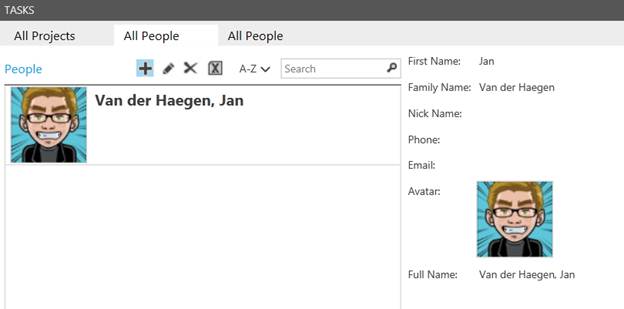 TASKS
All Projects All People All People
People A-Z Search
Van der Haegen, Jan
First Name: Jan
Family Name: Van der Haegen
Nick Name:
Phone:
Email:
Avatar:
Full Name: Van der Haegen, Jan